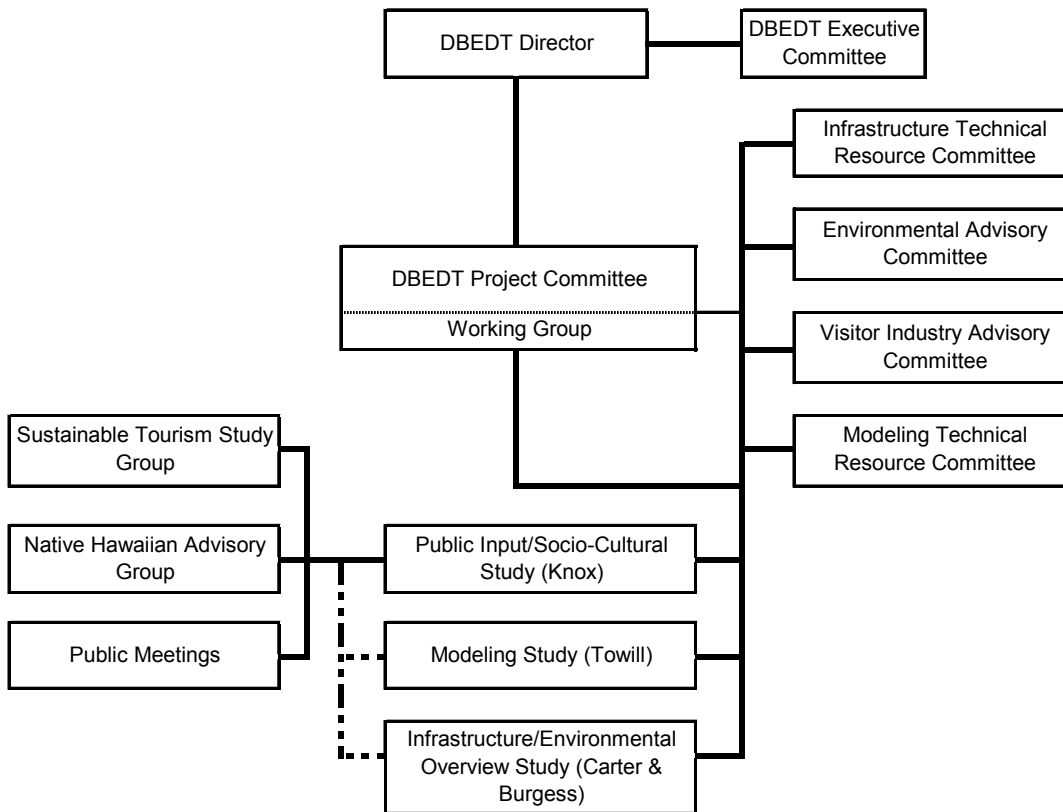 DBEDT Director
DBEDT Executive
Committee
Infrastructure Technical
Resource Committee
Environmental Advisory
Committee
DBEDT Project Committee
Working Group
Visitor Industry Advisory
Committee
Modeling Technical
Resource Committee
Sustainable Tourism Study
Group
Native Hawaiian Advisory
Group
Public Meetings
Public Input/Socio-Cultural
Study (Knox)
Modeling Study (Towill)
Infrastructure/Environmental
Overview Study (Carter &
Burgess)